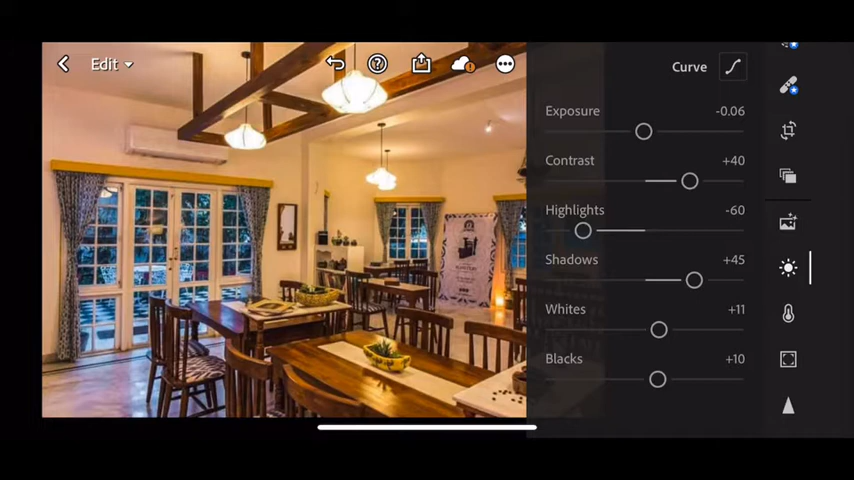 Edit
Curve
Exposure -0.06
Contrast +40
Highlights -60
Shadows +45
Whites +11
Blacks +10